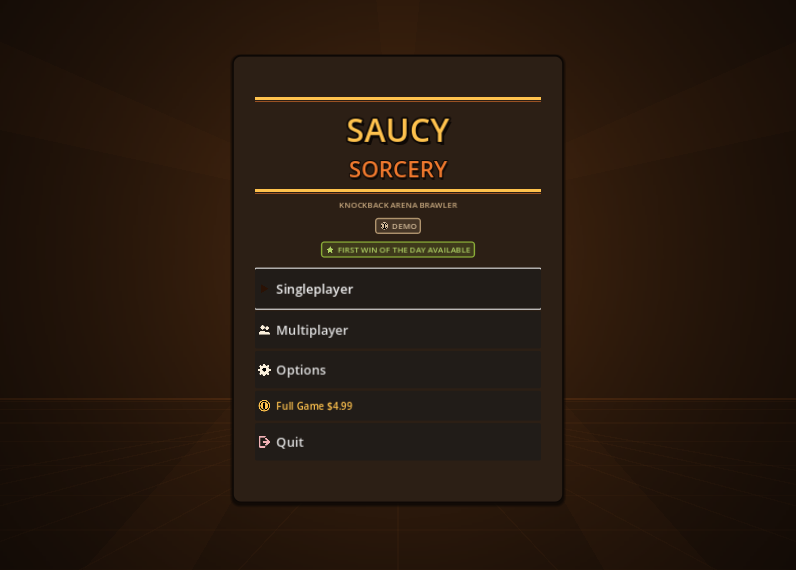 SAUCY
SORCERY
KNOCKBACK ARENA BRAWLER
DEMO
FIRST WIN OF THE DAY AVAILABLE
Singleplayer
Multiplayer
Options
Full Game $4.99
Quit